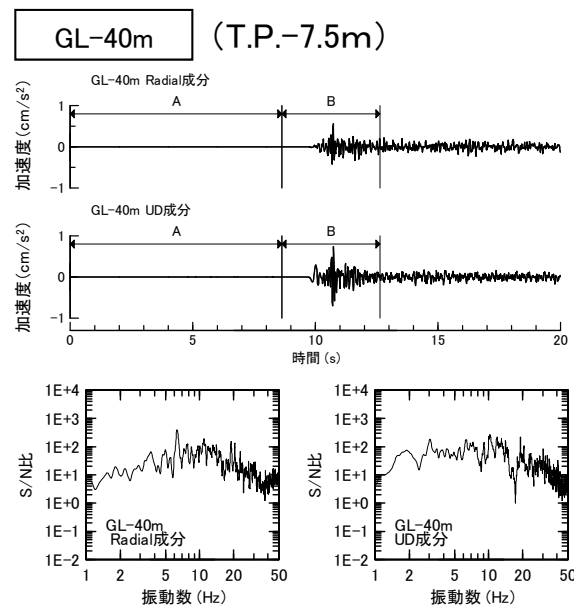 GL-40m (T.P.-7.5m)
GL-40m Radial成分
加速度(cm/s²)
1
0
-1
A
B
GL-40m UD成分
加速度(cm/s²)
1
0
-1
A
B
0 5 10 15 20
時間(s)
S/N比
1E+4
1E+3
1E+2
1E+1
1E+0
1E-1
1E-2
GL-40m
Radial成分
1 2 5 10 20 50
振動数(Hz)
S/N比
1E+4
1E+3
1E+2
1E+1
1E+0
1E-1
1E-2
GL-40m
UD成分
1 2 5 10 20 50
振動数(Hz)